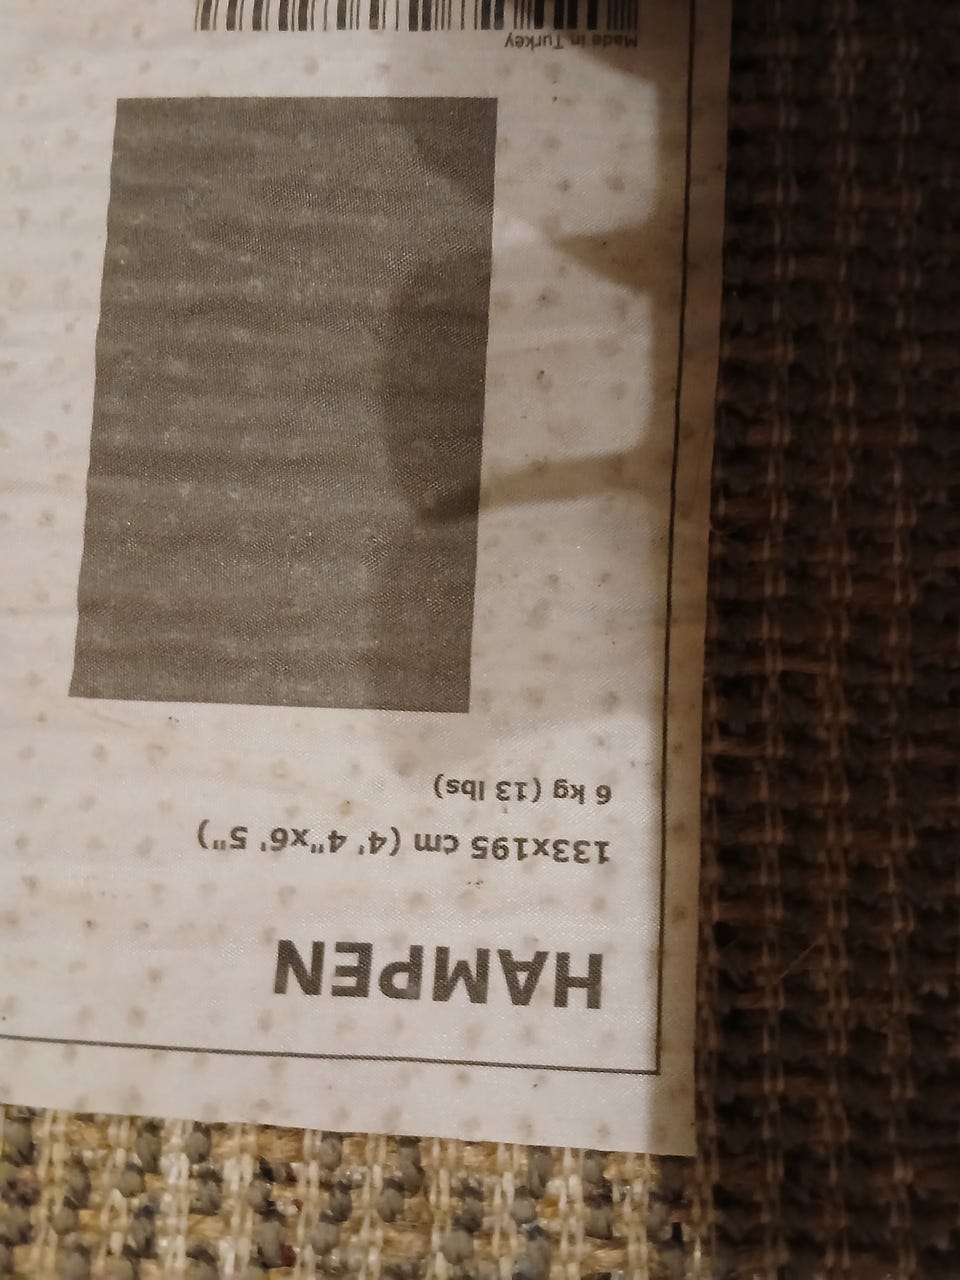 HAMPEN
133x195 cm (4' 4"x6' 5")
6 kg (13 lbs)
Made in Turkey